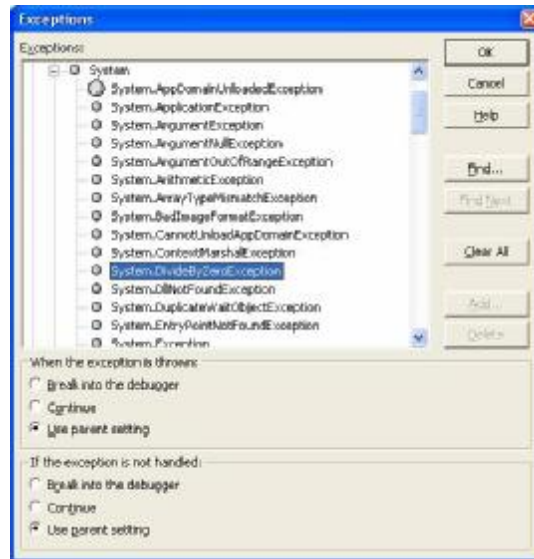 Exceptions
Exceptions:
System
System.AppDomainUnloadedException
System.ApplicationException
System.ArgumentException
System.ArgumentNullException
System.ArgumentOutOfRangeException
System.ArithmeticException
System.ArrayTypeMismatchException
System.BadImageFormatException
System.CannotUnloadAppDomainException
System.ContextMarshalException
System.DivideByZeroException
System.DllNotFoundException
System.DuplicateWaitObjectException
System.EntryPointNotFoundException
System.Exception
OK
Cancel
Help
Find...
Find Next
Clear All
Add...
Delete
When the exception is thrown:
Break into the debugger
Continue
Use parent setting
If the exception is not handled:
Break into the debugger
Continue
Use parent setting